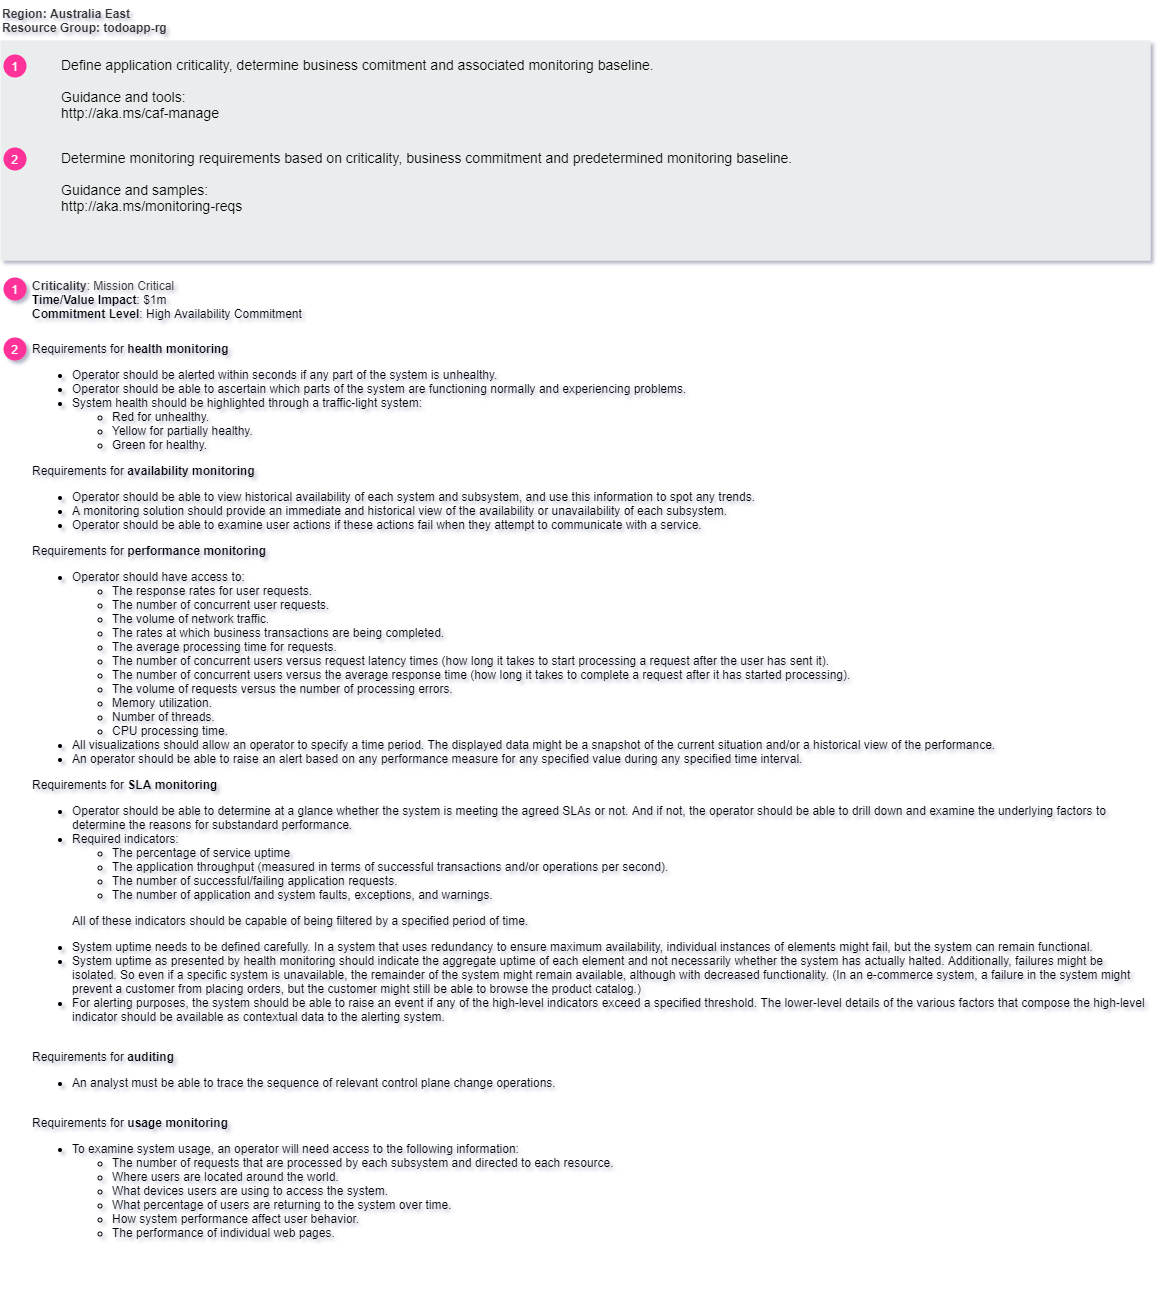 Region: Australia East
Resource Group: todoapp-rg
1
Define application criticality, determine business comitment and associated monitoring baseline.
Guidance and tools:
http://aka.ms/caf-manage
2
Determine monitoring requirements based on criticality, business commitment and predetermined monitoring baseline.
Guidance and samples:
http://aka.ms/monitoring-reqs
1
Criticality: Mission Critical
Time/Value Impact: $1m
Commitment Level: High Availability Commitment
2
Requirements for health monitoring
Operator should be alerted within seconds if any part of the system is unhealthy.
Operator should be able to ascertain which parts of the system are functioning normally and experiencing problems.
System health should be highlighted through a traffic-light system:
Red for unhealthy.
Yellow for partially healthy.
Green for healthy.
Requirements for availability monitoring
Operator should be able to view historical availability of each system and subsystem, and use this information to spot any trends.
A monitoring solution should provide an immediate and historical view of the availability or unavailability of each subsystem.
Operator should be able to examine user actions if these actions fail when they attempt to communicate with a service.
Requirements for performance monitoring
Operator should have access to:
The response rates for user requests.
The number of concurrent user requests.
The volume of network traffic.
The rates at which business transactions are being completed.
The average processing time for requests.
The number of concurrent users versus request latency times (how long it takes to start processing a request after the user has sent it).
The number of concurrent users versus the average response time (how long it takes to complete a request after it has started processing).
The volume of requests versus the number of processing errors.
Memory utilization.
Number of threads.
CPU processing time.
All visualizations should allow an operator to specify a time period. The displayed data might be a snapshot of the current situation and/or a historical view of the performance.
An operator should be able to raise an alert based on any performance measure for any specified value during any specified time interval.
Requirements for SLA monitoring
Operator should be able to determine at a glance whether the system is meeting the agreed SLAs or not. And if not, the operator should be able to drill down and examine the underlying factors to
determine the reasons for substandard performance.
Required indicators:
The percentage of service uptime
The application throughput (measured in terms of successful transactions and/or operations per second).
The number of successful/failing application requests.
The number of application and system faults, exceptions, and warnings.
All of these indicators should be capable of being filtered by a specified period of time.
System uptime needs to be defined carefully. In a system that uses redundancy to ensure maximum availability, individual instances of elements might fail, but the system can remain functional.
System uptime as presented by health monitoring should indicate the aggregate uptime of each element and not necessarily whether the system has actually halted. Additionally, failures might be
isolated. So even if a specific system is unavailable, the remainder of the system might remain available, although with decreased functionality. (In an e-commerce system, a failure in the system might
prevent a customer from placing orders, but the customer might still be able to browse the product catalog.)
For alerting purposes, the system should be able to raise an event if any of the high-level indicators exceed a specified threshold. The lower-level details of the various factors that compose the high-level
indicator should be available as contextual data to the alerting system.
Requirements for auditing
An analyst must be able to trace the sequence of relevant control plane change operations.
Requirements for usage monitoring
To examine system usage, an operator will need access to the following information:
The number of requests that are processed by each subsystem and directed to each resource.
Where users are located around the world.
What devices users are using to access the system.
What percentage of users are returning to the system over time.
How system performance affect user behavior.
The performance of individual web pages.